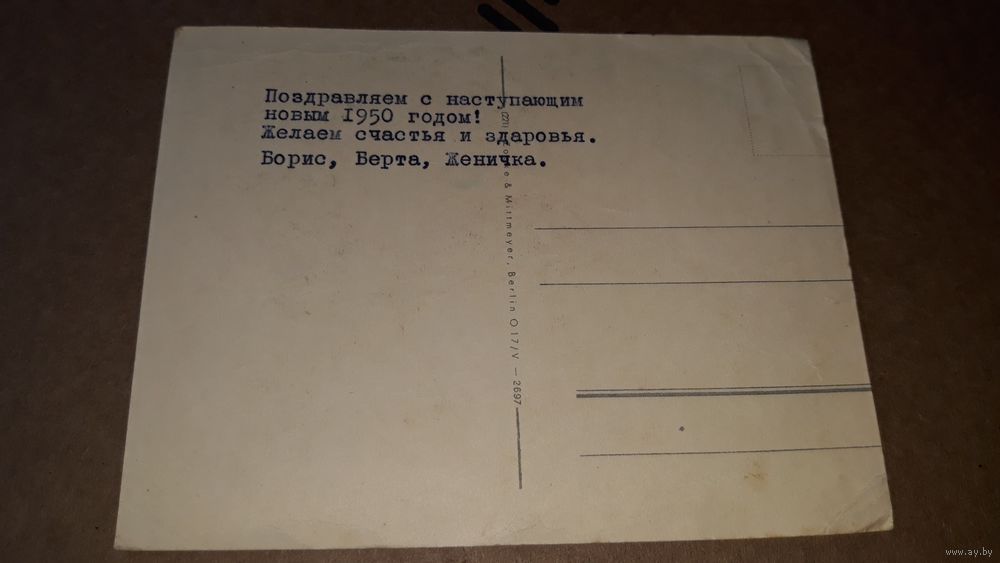 Поздравляем с наступающим
новым 1950 годом!
Желаем счастья и здаровья.
Борис, Берта, Женичка.
& Mittmeyer, Berlin O 17/V — 2697
www.ay.by